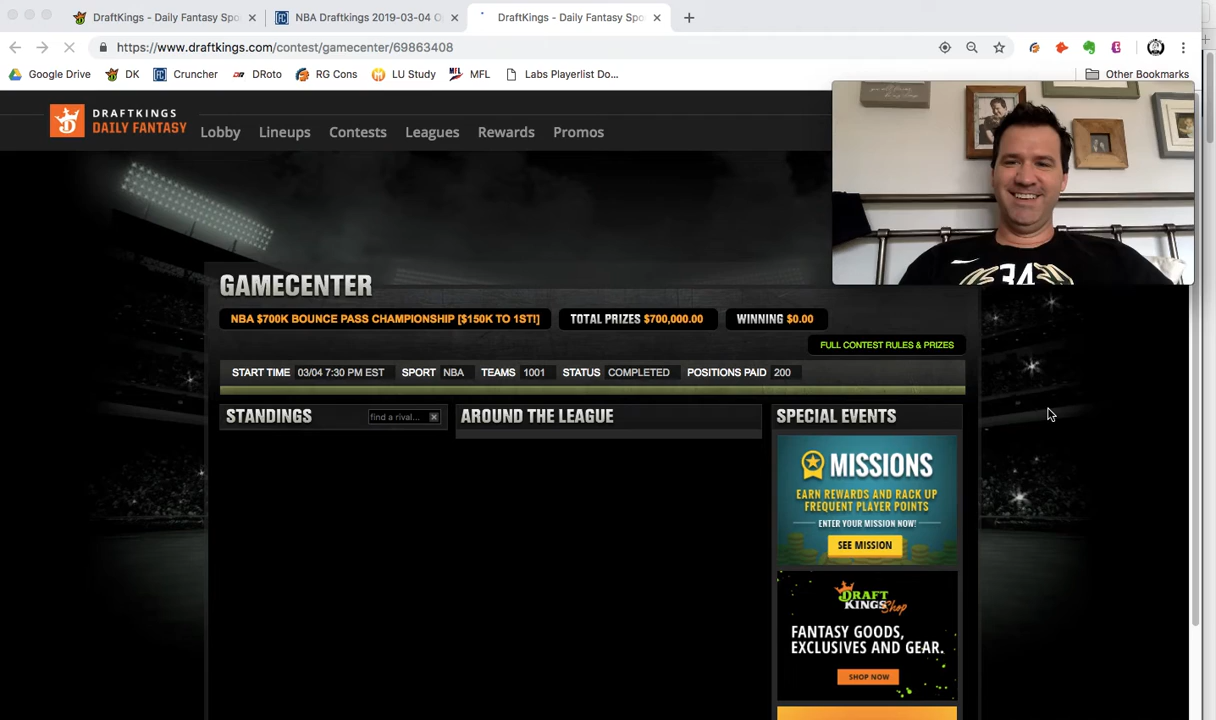 DraftKings - Daily Fantasy Spo
NBA Draftkings 2019-03-04 O
DraftKings - Daily Fantasy Spo
https://www.draftkings.com/contest/gamecenter/69863408
Google Drive
DK
Cruncher
DRoto
RG Cons
LU Study
MFL
Labs Playerlist Do...
Other Bookmarks
DRAFTKINGS
DAILY FANTASY
Lobby
Lineups
Contests
Leagues
Rewards
Promos
34
GAMECENTER
NBA $700K BOUNCE PASS CHAMPIONSHIP [$150K TO 1ST!]
TOTAL PRIZES $700,000.00
WINNING $0.00
FULL CONTEST RULES & PRIZES
START TIME 03/04 7:30 PM EST
SPORT NBA
TEAMS 1001
STATUS COMPLETED
POSITIONS PAID 200
STANDINGS
find a rival...
AROUND THE LEAGUE
SPECIAL EVENTS
MISSIONS
EARN REWARDS AND RACK UP
FREQUENT PLAYER POINTS
ENTER YOUR MISSION NOW!
SEE MISSION
DRAFT
KINGS Shop
FANTASY GOODS,
EXCLUSIVES AND GEAR.
SHOP NOW